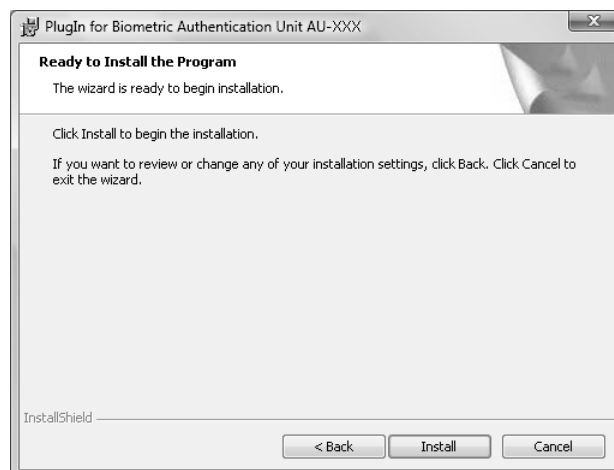 PlugIn for Biometric Authentication Unit AU-XXX
Ready to Install the Program
The wizard is ready to begin installation.
Click Install to begin the installation.
If you want to review or change any of your installation settings, click Back. Click Cancel to
exit the wizard.
InstallShield
< Back Install Cancel